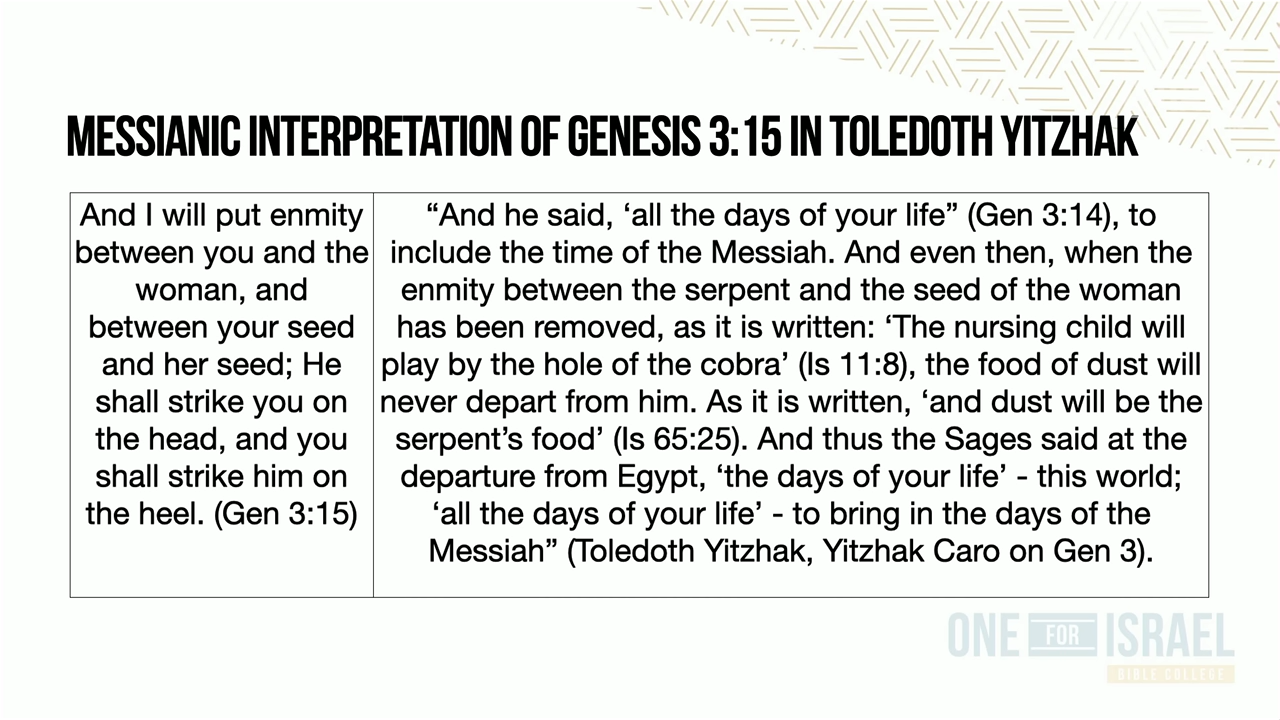 MESSIANIC INTERPRETATION OF GENESIS 3:15 IN TOLEDOTH YITZHAK
And I will put enmity
between you and the
woman, and
between your seed
and her seed; He
shall strike you on
the head, and you
shall strike him on
the heel. (Gen 3:15)
“And he said, ‘all the days of your life” (Gen 3:14), to
include the time of the Messiah. And even then, when the
enmity between the serpent and the seed of the woman
has been removed, as it is written: ‘The nursing child will
play by the hole of the cobra’ (Is 11:8), the food of dust will
never depart from him. As it is written, ‘and dust will be the
serpent’s food’ (Is 65:25). And thus the Sages said at the
departure from Egypt, ‘the days of your life’ - this world;
‘all the days of your life’ - to bring in the days of the
Messiah” (Toledoth Yitzhak, Yitzhak Caro on Gen 3).
ONE FOR ISRAEL
BIBLE COLLEGE